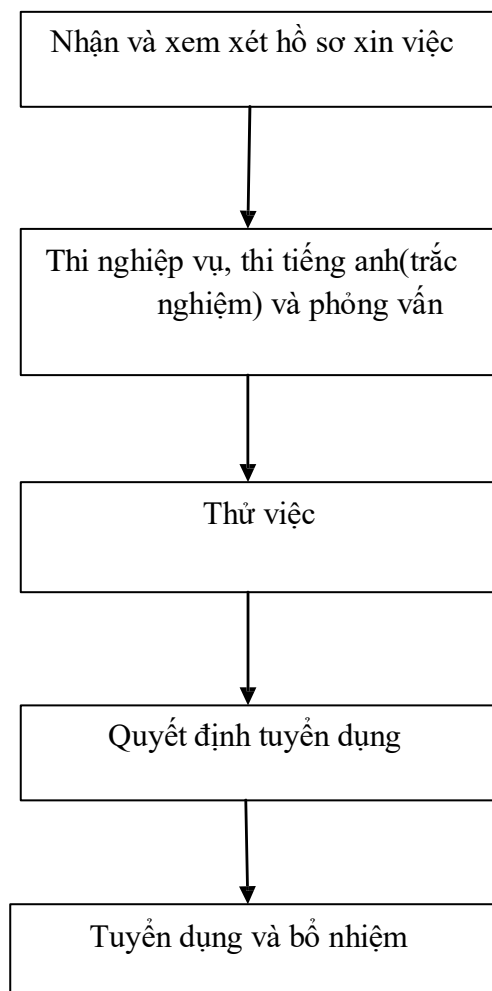 Nhận và xem xét hồ sơ xin việc
Thi nghiệp vụ, thi tiếng anh(trắc
nghiệm) và phỏng vấn
Thử việc
Quyết định tuyển dụng
Tuyển dụng và bổ nhiệm